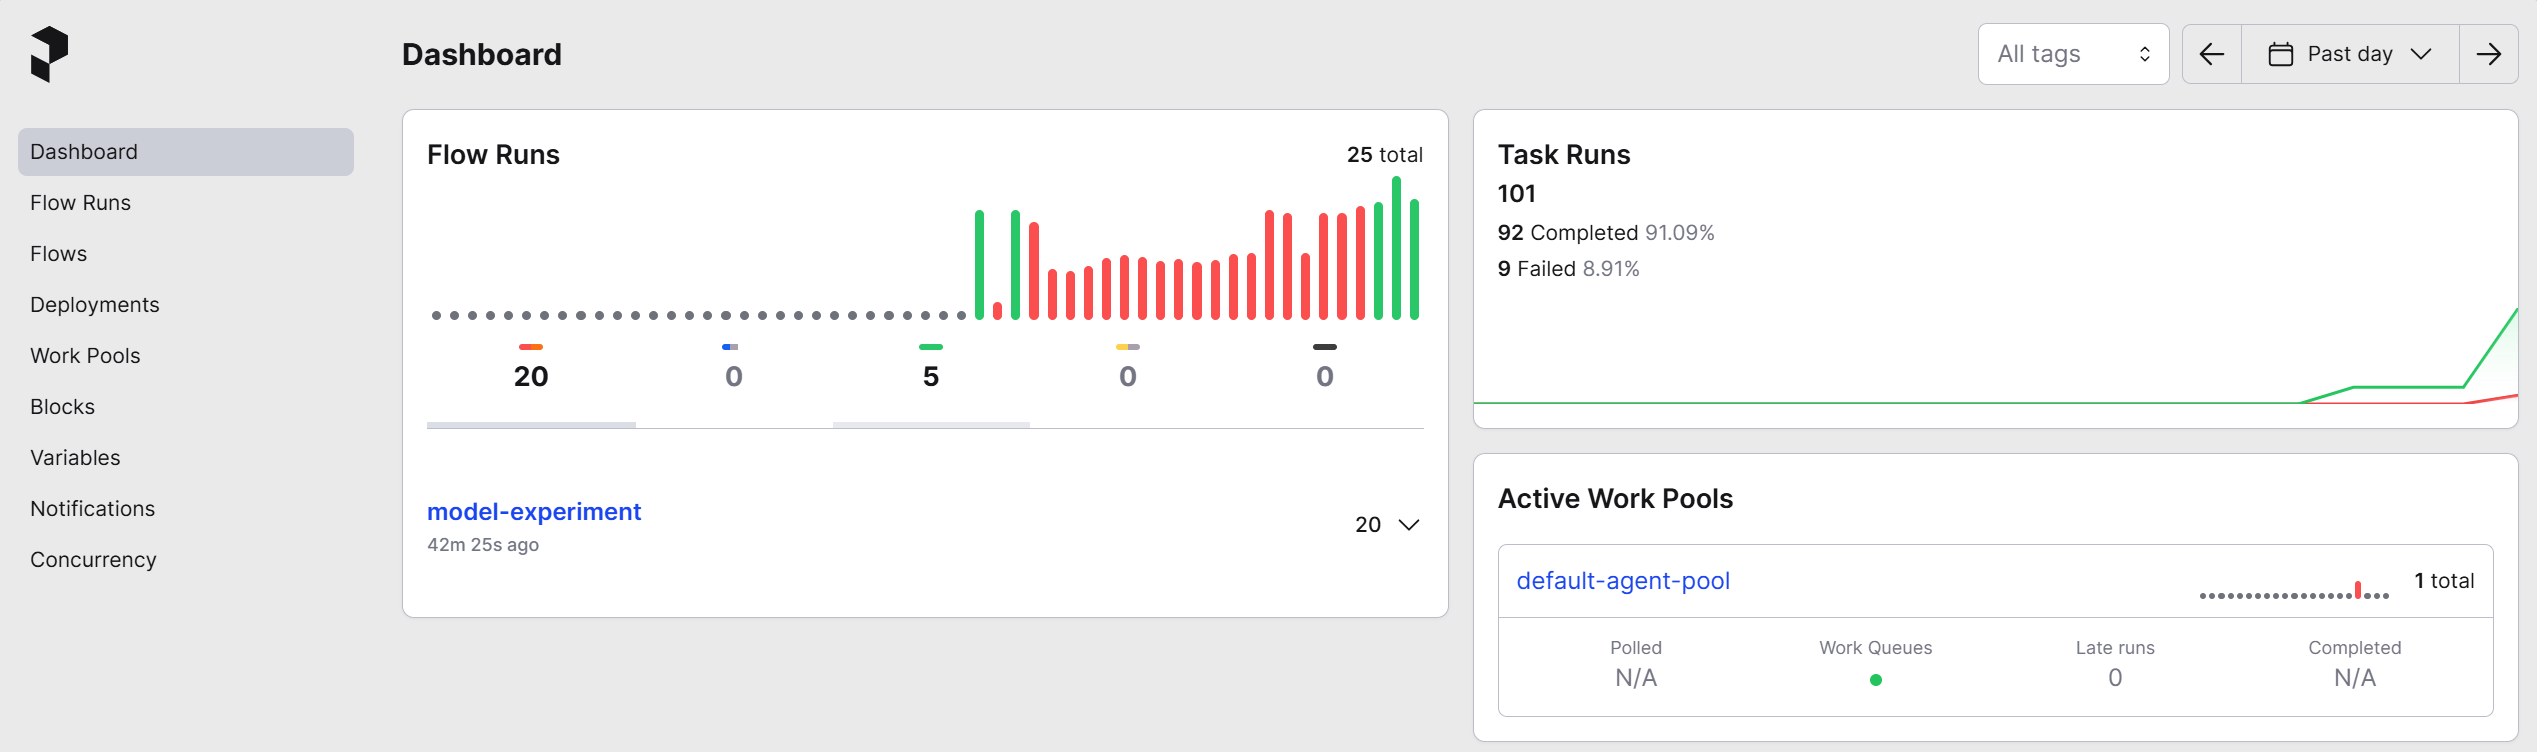 Dashboard
All tags
Past day
Dashboard
Flow Runs
Flows
Deployments
Work Pools
Blocks
Variables
Notifications
Concurrency
Flow Runs
25 total
20
0
5
0
0
model-experiment
42m 25s ago
20
Task Runs
101
92 Completed 91.09%
9 Failed 8.91%
Active Work Pools
default-agent-pool
1 total
Polled
N/A
Work Queues
Late runs
0
Completed
N/A